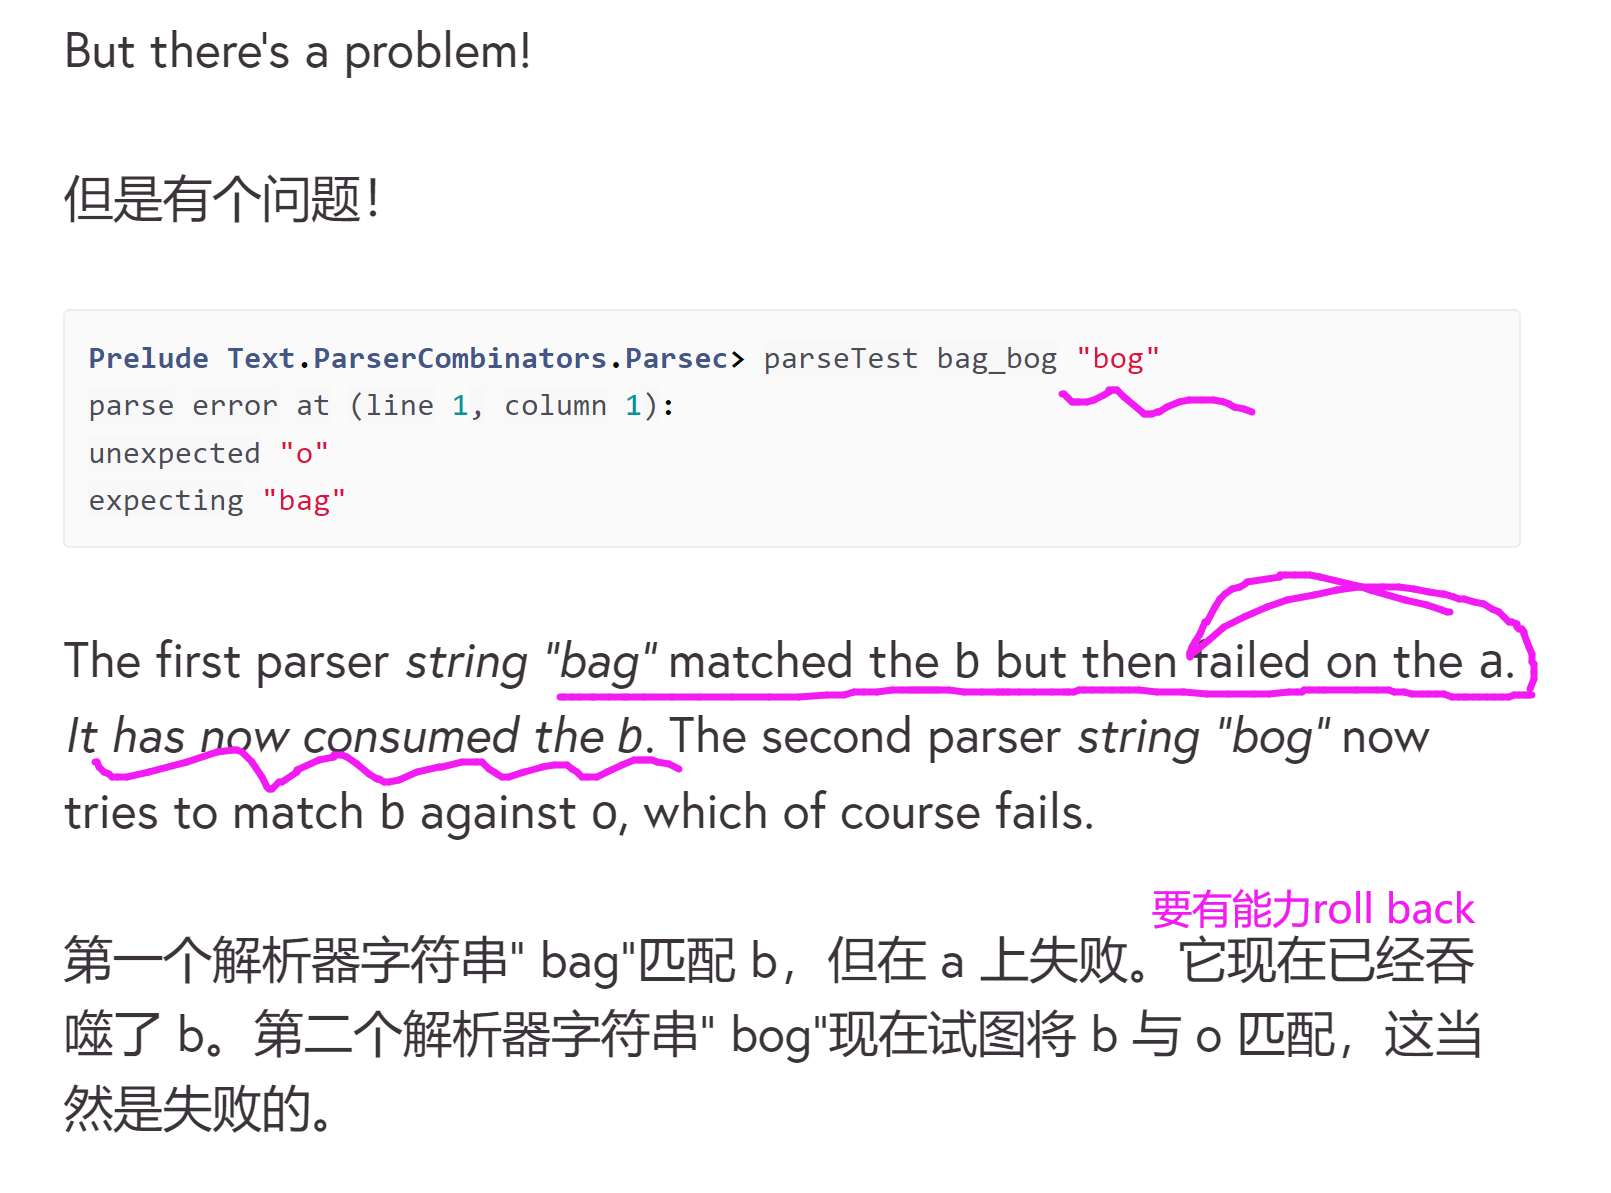 But there's a problem!
但是有个问题！
Prelude Text.ParserCombinators.Parsec> parseTest bag_bog "bog"
parse error at (line 1, column 1):
unexpected "o"
expecting "bag"
The first parser string "bag" matched the b but then failed on the a.
It has now consumed the b. The second parser string "bog" now
tries to match b against o, which of course fails.
要有能力roll back
第一个解析器字符串" bag"匹配 b，但在 a 上失败。它现在已经吞
噬了 b。第二个解析器字符串" bog"现在试图将 b 与 o 匹配，这当
然是失败的。